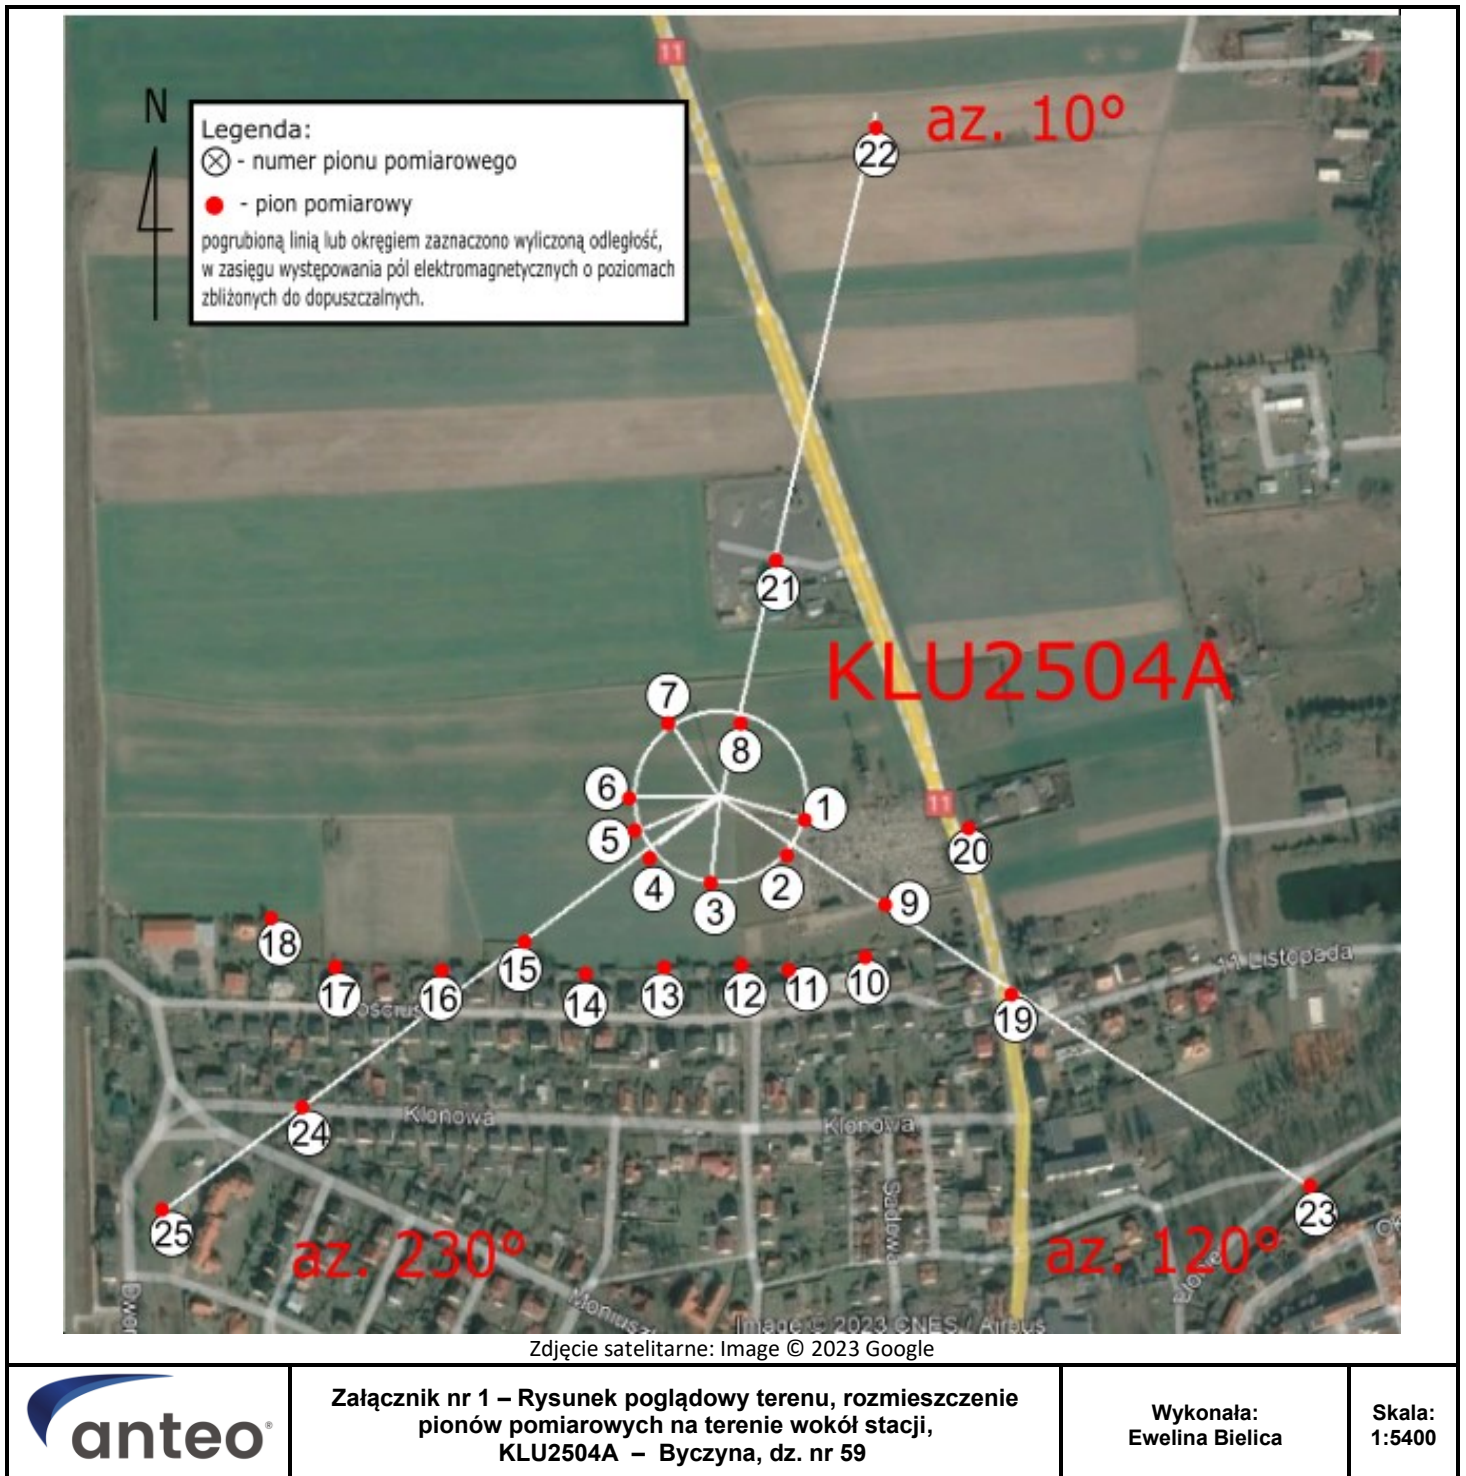 11
az. 10°
N
Legenda:
- numer pionu pomiarowego
- pion pomiarowy
pogrubioną linią lub okręgiem zaznaczono wyliczoną odległość,
w zasięgu występowania pól elektromagnetycznych o poziomach
zbliżonych do dopuszczalnych.
22
21
KLU2504A
7
8
6
1
11
5
20
4
2
3
9
18
15
11 Listopada
17
16
14
13
12
11
10
19
24
Klonowa
Klonowa
Sadowa
25
23
az. 230°
az. 120°
Image © 2023 CNES / Airbus
Zdjęcie satelitarne: Image © 2023 Google
anteo®
Załącznik nr 1 – Rysunek poglądowy terenu, rozmieszczenie
pionów pomiarowych na terenie wokół stacji,
KLU2504A – Byczyna, dz. nr 59
Wykonała:
Ewelina Bielica
Skala:
1:5400